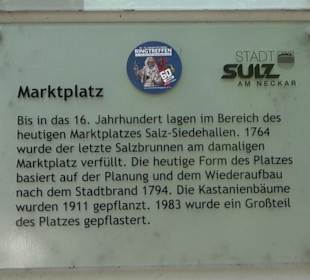 RINGTREFFEN
60
STADT
SULZ
AM NECKAR
Marktplatz
Bis in das 16. Jahrhundert lagen im Bereich des
heutigen Marktplatzes Salz-Siedehallen. 1764
wurde der letzte Salzbrunnen am damaligen
Marktplatz verfüllt. Die heutige Form des Platzes
basiert auf der Planung und dem Wiederaufbau
nach dem Stadtbrand 1794. Die Kastanienbäume
wurden 1911 gepflanzt. 1983 wurde ein Großteil
des Platzes gepflastert.